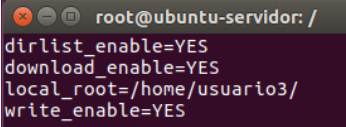 root@ubuntu-servidor: /
dirlist_enable=YES
download_enable=YES
local_root=/home/usuario3/
write_enable=YES